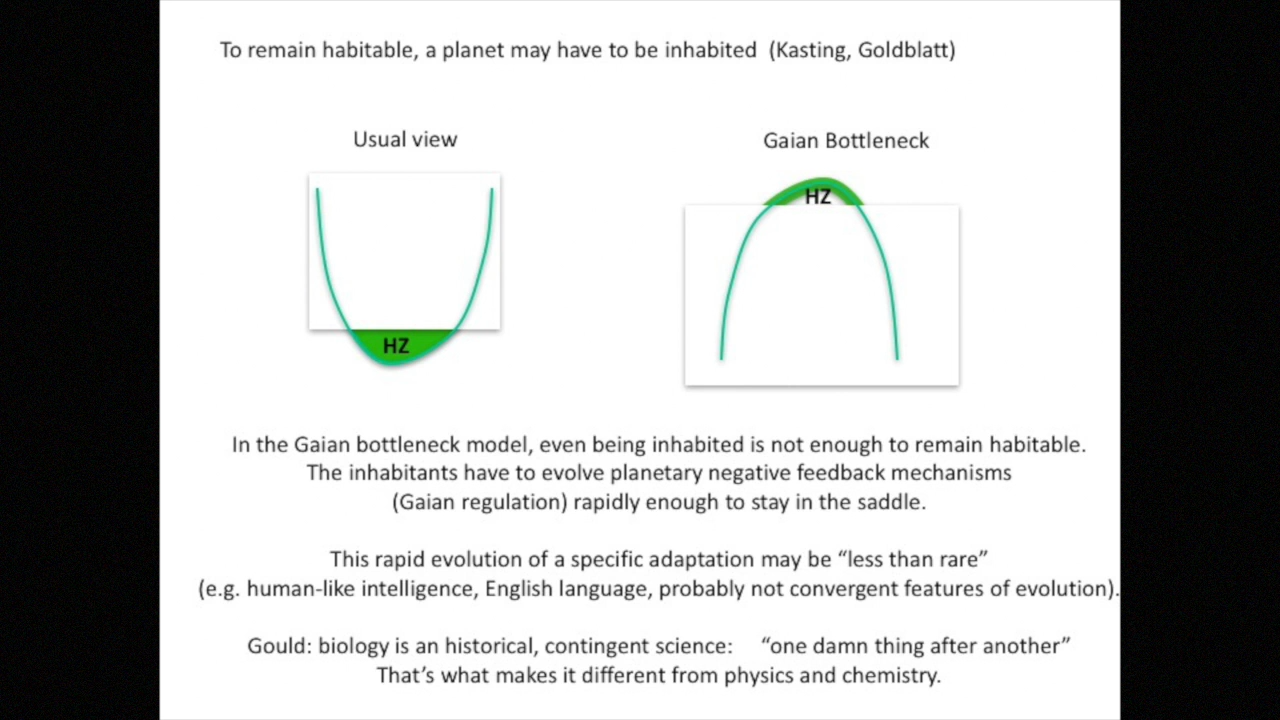 To remain habitable, a planet may have to be inhabited (Kasting, Goldblatt)
Usual view
Gaian Bottleneck
HZ
HZ
In the Gaian bottleneck model, even being inhabited is not enough to remain habitable.
The inhabitants have to evolve planetary negative feedback mechanisms
(Gaian regulation) rapidly enough to stay in the saddle.
This rapid evolution of a specific adaptation may be “less than rare”
(e.g. human-like intelligence, English language, probably not convergent features of evolution).
Gould: biology is an historical, contingent science: “one damn thing after another”
That’s what makes it different from physics and chemistry.